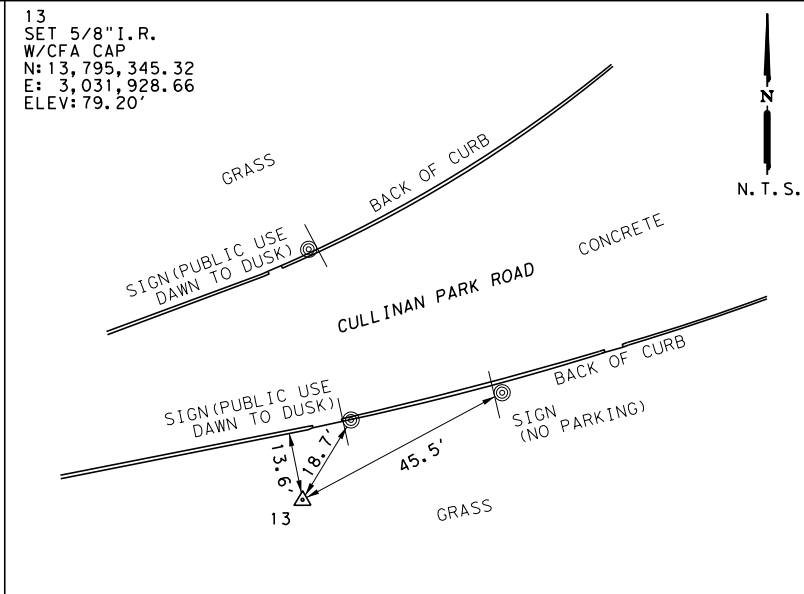 13
SET 5/8"I.R.
W/CFA CAP
N:13,795,345.32
E: 3,031,928.66
ELEV:79.20'
N
N.T.S.
GRASS
BACK OF CURB
SIGN(PUBLIC USE
DAWN TO DUSK)
CONCRETE
CULLINAN PARK ROAD
BACK OF CURB
SIGN(PUBLIC USE
DAWN TO DUSK)
SIGN
(NO PARKING)
13.6'
18.7'
45.5'
13
GRASS